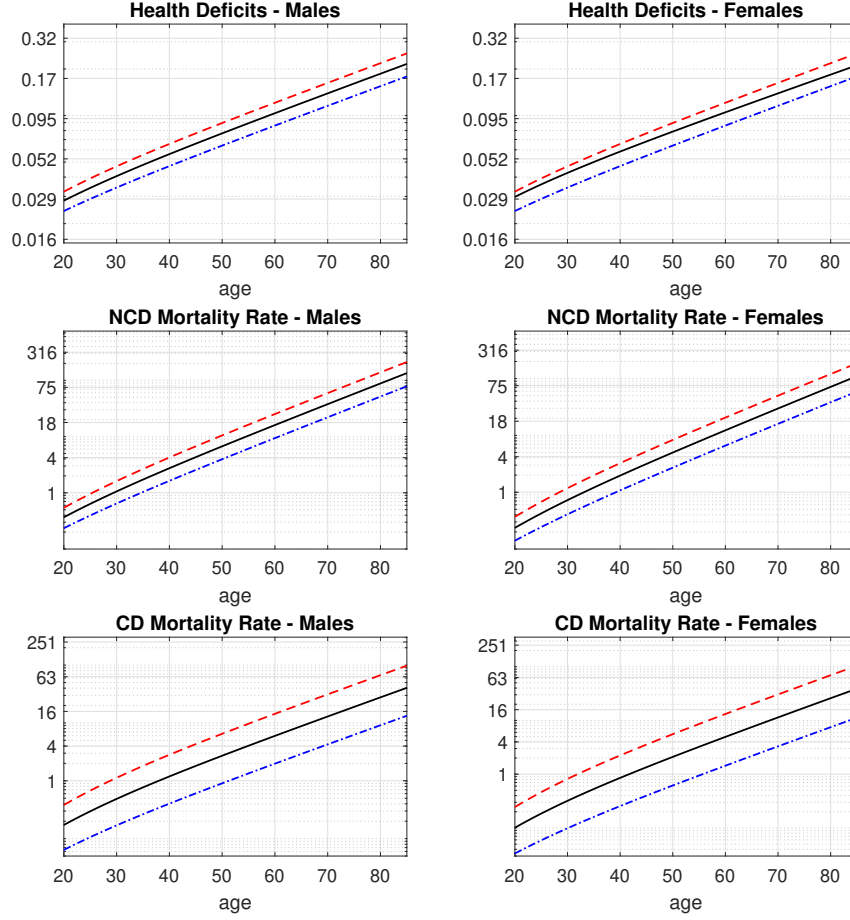 Health Deficits - Males
0.32
0.17
0.095
0.052
0.029
0.016
20 30 40 50 60 70 80
age
Health Deficits - Females
0.32
0.17
0.095
0.052
0.029
0.016
20 30 40 50 60 70 80
age
NCD Mortality Rate - Males
316
75
18
4
1
20 30 40 50 60 70 80
age
NCD Mortality Rate - Females
316
75
18
4
1
20 30 40 50 60 70 80
age
CD Mortality Rate - Males
251
63
16
4
1
20 30 40 50 60 70 80
age
CD Mortality Rate - Females
251
63
16
4
1
20 30 40 50 60 70 80
age